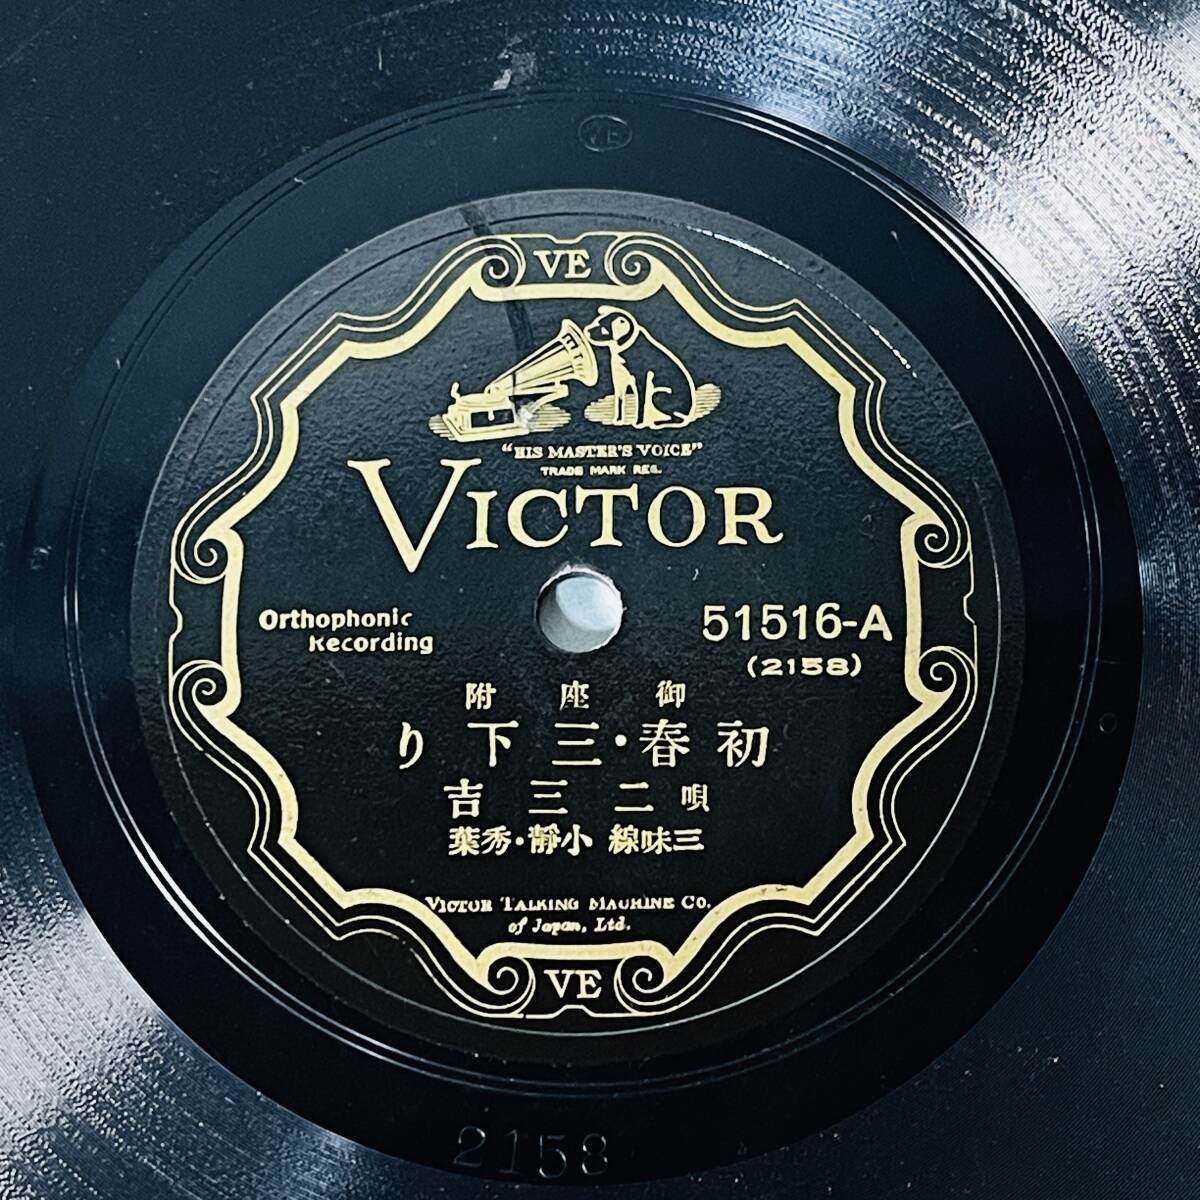 VE
VE
"HIS MASTER'S VOICE"
TRADE MARK REG.
VICTOR
Orthophonic
Recording
51516-A
(2158)
御座附
初春・三下り
唄 二三吉
三味線 小靜・秀葉
VICTOR TALKING MACHINE CO.
of Japan, Ltd.
VE
2158